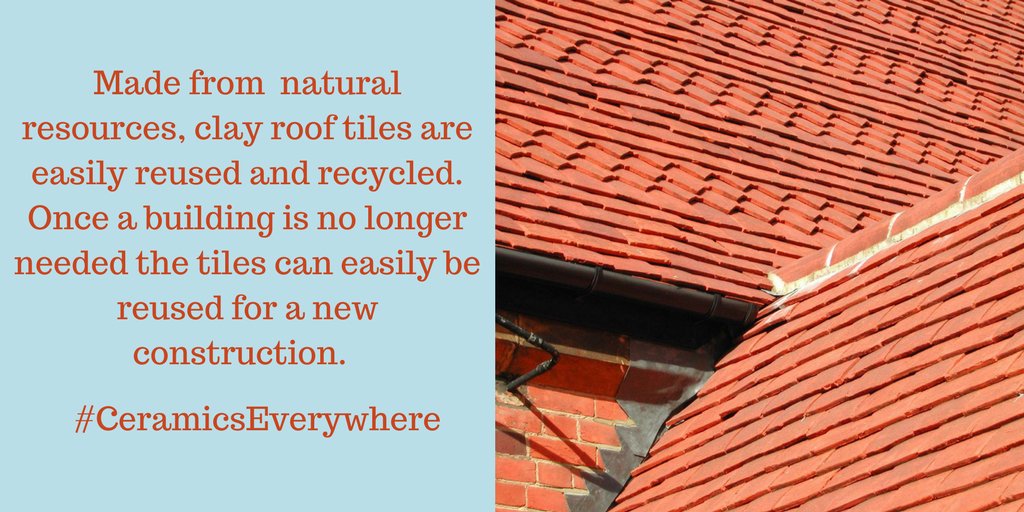 Made from natural
resources, clay roof tiles are
easily reused and recycled.
Once a building is no longer
needed the tiles can easily be
reused for a new
construction.
#CeramicsEverywhere